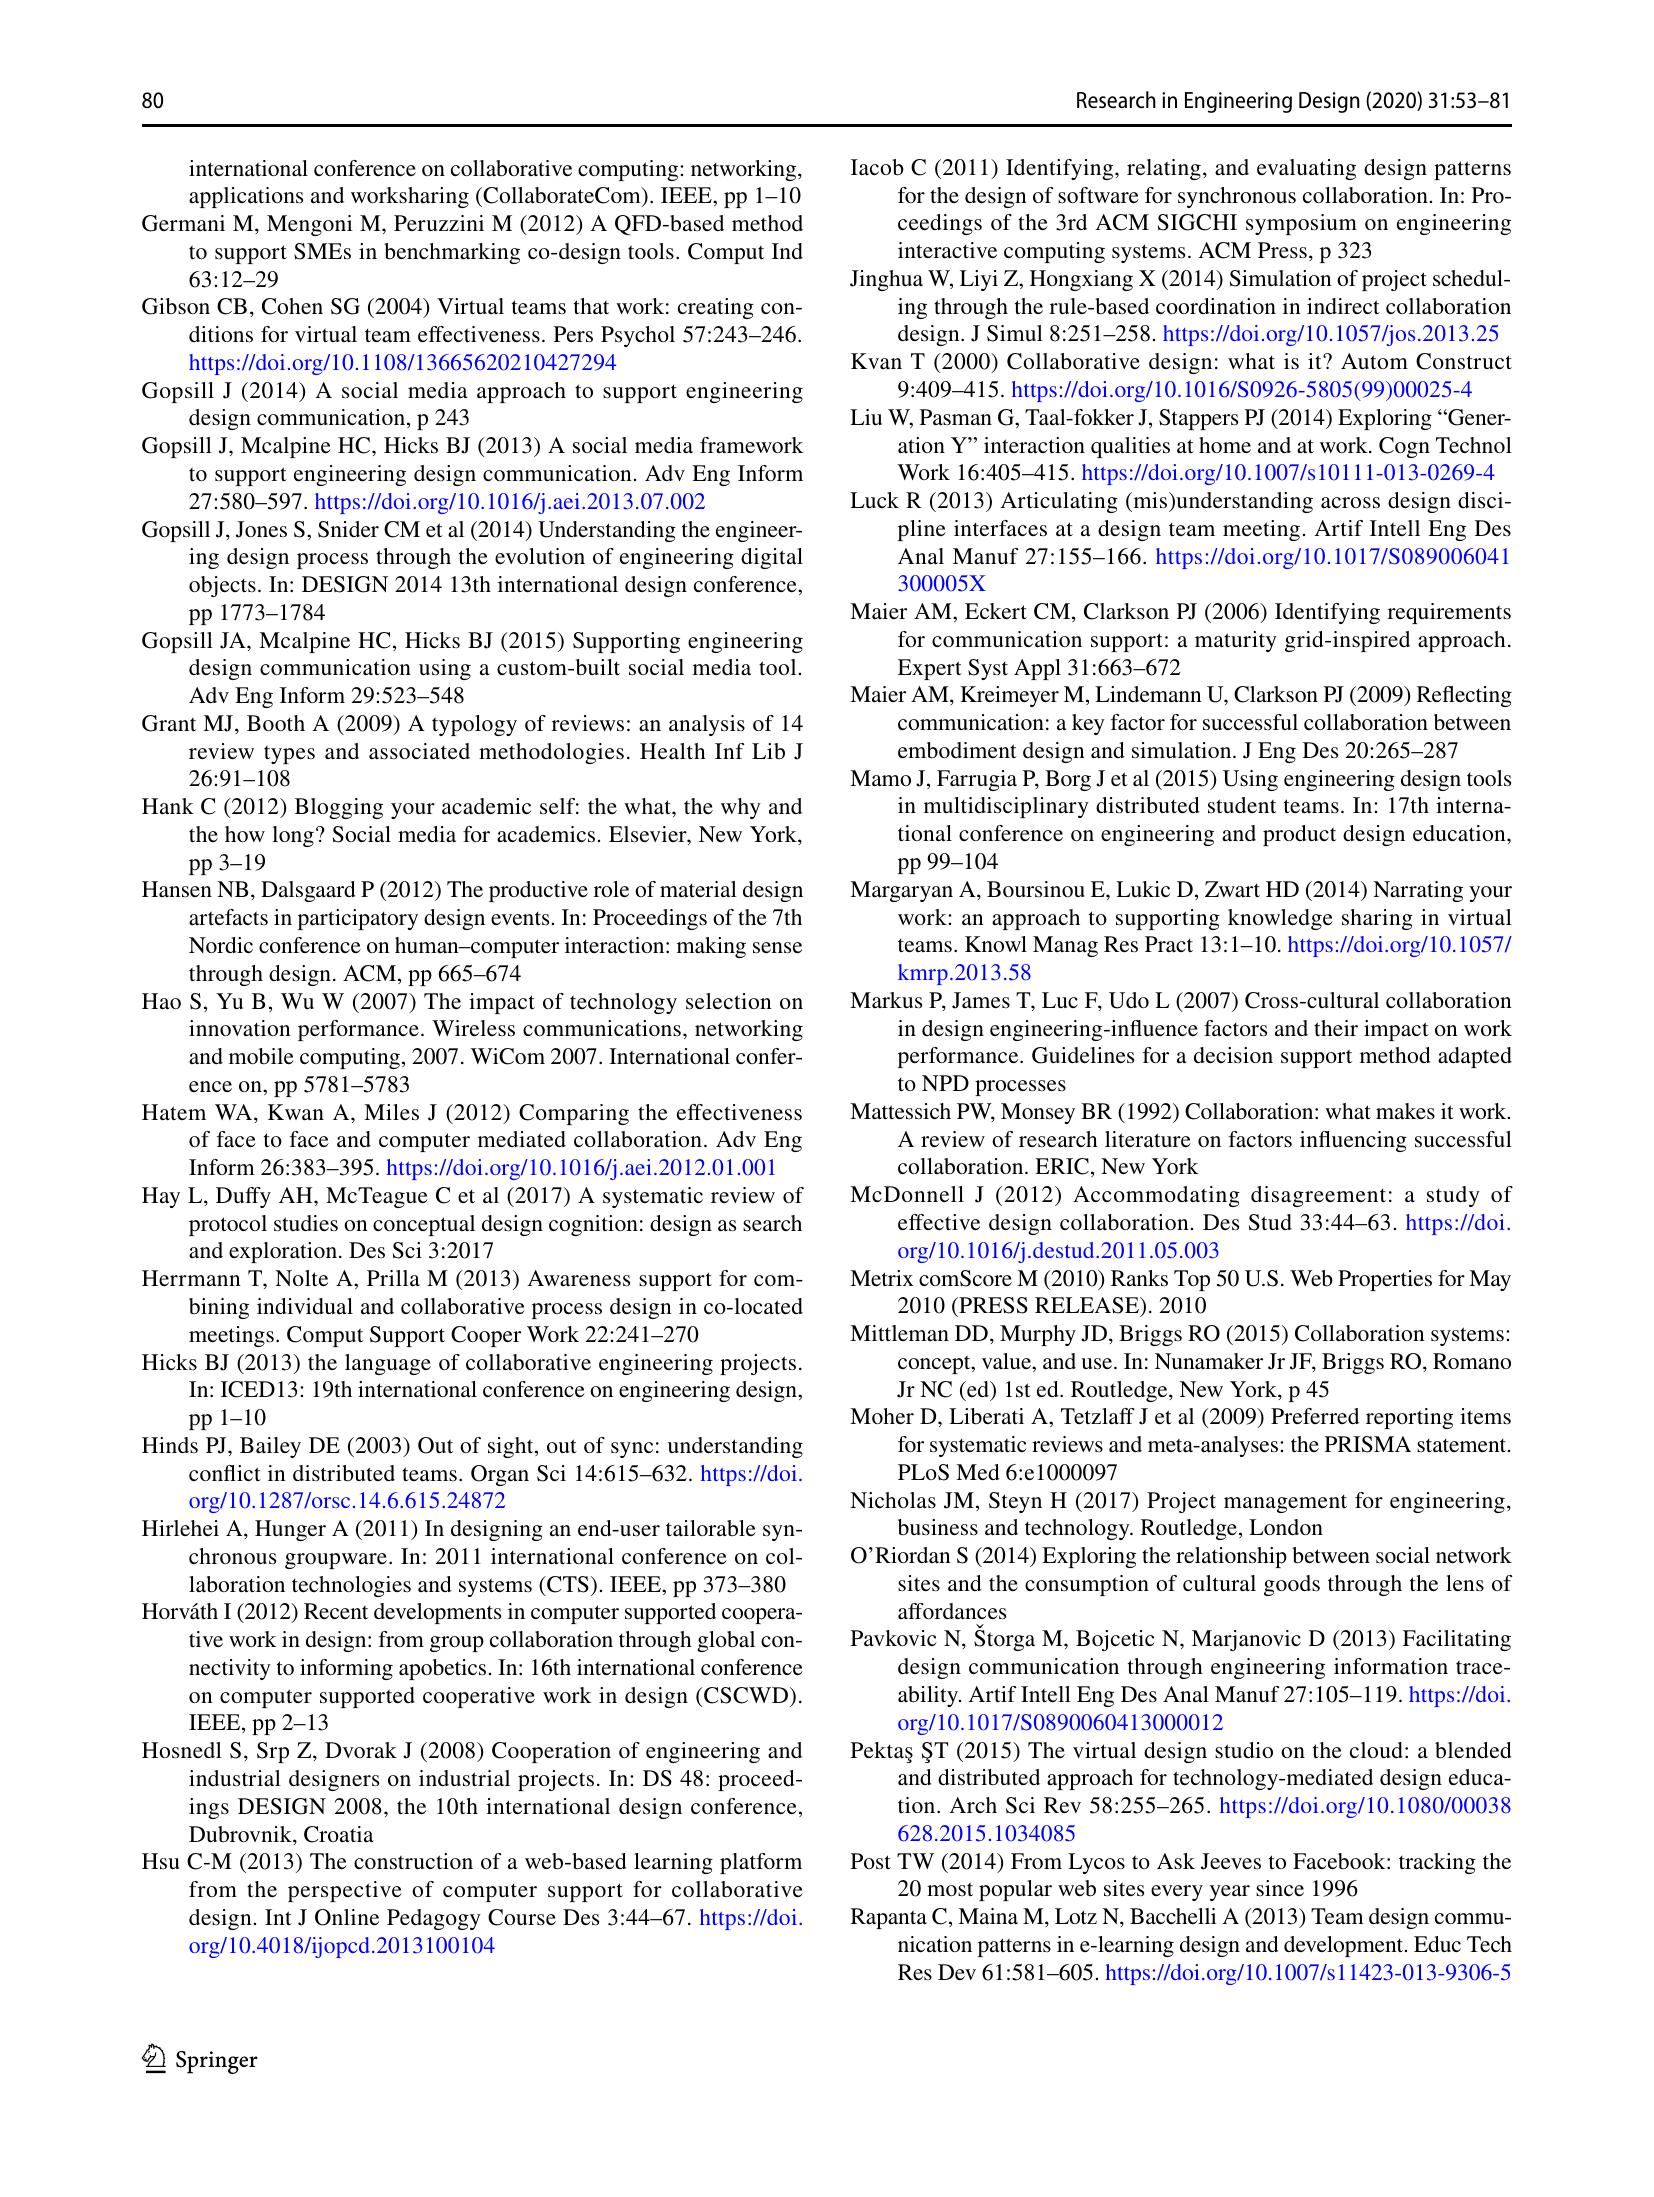 80
Research in Engineering Design (2020) 31:53–81
international conference on collaborative computing: networking,
applications and worksharing (CollaborateCom). IEEE, pp 1–10
Germani M, Mengoni M, Peruzzini M (2012) A QFD-based method
to support SMEs in benchmarking co-design tools. Comput Ind
63:12–29
Gibson CB, Cohen SG (2004) Virtual teams that work: creating con-
ditions for virtual team effectiveness. Pers Psychol 57:243–246.
https://doi.org/10.1108/13665620210427294
Gopsill J (2014) A social media approach to support engineering
design communication, p 243
Gopsill J, Mcalpine HC, Hicks BJ (2013) A social media framework
to support engineering design communication. Adv Eng Inform
27:580–597. https://doi.org/10.1016/j.aei.2013.07.002
Gopsill J, Jones S, Snider CM et al (2014) Understanding the engineer-
ing design process through the evolution of engineering digital
objects. In: DESIGN 2014 13th international design conference,
pp 1773–1784
Gopsill JA, Mcalpine HC, Hicks BJ (2015) Supporting engineering
design communication using a custom-built social media tool.
Adv Eng Inform 29:523–548
Grant MJ, Booth A (2009) A typology of reviews: an analysis of 14
review types and associated methodologies. Health Inf Lib J
26:91–108
Hank C (2012) Blogging your academic self: the what, the why and
the how long? Social media for academics. Elsevier, New York,
pp 3–19
Hansen NB, Dalsgaard P (2012) The productive role of material design
artefacts in participatory design events. In: Proceedings of the 7th
Nordic conference on human–computer interaction: making sense
through design. ACM, pp 665–674
Hao S, Yu B, Wu W (2007) The impact of technology selection on
innovation performance. Wireless communications, networking
and mobile computing, 2007. WiCom 2007. International confer-
ence on, pp 5781–5783
Hatem WA, Kwan A, Miles J (2012) Comparing the effectiveness
of face to face and computer mediated collaboration. Adv Eng
Inform 26:383–395. https://doi.org/10.1016/j.aei.2012.01.001
Hay L, Duffy AH, McTeague C et al (2017) A systematic review of
protocol studies on conceptual design cognition: design as search
and exploration. Des Sci 3:2017
Herrmann T, Nolte A, Prilla M (2013) Awareness support for com-
bining individual and collaborative process design in co-located
meetings. Comput Support Cooper Work 22:241–270
Hicks BJ (2013) the language of collaborative engineering projects.
In: ICED13: 19th international conference on engineering design,
pp 1–10
Hinds PJ, Bailey DE (2003) Out of sight, out of sync: understanding
conflict in distributed teams. Organ Sci 14:615–632. https://doi.
org/10.1287/orsc.14.6.615.24872
Hirlehei A, Hunger A (2011) In designing an end-user tailorable syn-
chronous groupware. In: 2011 international conference on col-
laboration technologies and systems (CTS). IEEE, pp 373–380
Horváth I (2012) Recent developments in computer supported coopera-
tive work in design: from group collaboration through global con-
nectivity to informing apobetics. In: 16th international conference
on computer supported cooperative work in design (CSCWD).
IEEE, pp 2–13
Hosnedl S, Srp Z, Dvorak J (2008) Cooperation of engineering and
industrial designers on industrial projects. In: DS 48: proceed-
ings DESIGN 2008, the 10th international design conference,
Dubrovnik, Croatia
Hsu C-M (2013) The construction of a web-based learning platform
from the perspective of computer support for collaborative
design. Int J Online Pedagogy Course Des 3:44–67. https://doi.
org/10.4018/ijopcd.2013100104
Iacob C (2011) Identifying, relating, and evaluating design patterns
for the design of software for synchronous collaboration. In: Pro-
ceedings of the 3rd ACM SIGCHI symposium on engineering
interactive computing systems. ACM Press, p 323
Jinghua W, Liyi Z, Hongxiang X (2014) Simulation of project schedul-
ing through the rule-based coordination in indirect collaboration
design. J Simul 8:251–258. https://doi.org/10.1057/jos.2013.25
Kvan T (2000) Collaborative design: what is it? Autom Construct
9:409–415. https://doi.org/10.1016/S0926-5805(99)00025-4
Liu W, Pasman G, Taal-fokker J, Stappers PJ (2014) Exploring “Gener-
ation Y” interaction qualities at home and at work. Cogn Technol
Work 16:405–415. https://doi.org/10.1007/s10111-013-0269-4
Luck R (2013) Articulating (mis)understanding across design disci-
pline interfaces at a design team meeting. Artif Intell Eng Des
Anal Manuf 27:155–166. https://doi.org/10.1017/S089006041
300005X
Maier AM, Eckert CM, Clarkson PJ (2006) Identifying requirements
for communication support: a maturity grid-inspired approach.
Expert Syst Appl 31:663–672
Maier AM, Kreimeyer M, Lindemann U, Clarkson PJ (2009) Reflecting
communication: a key factor for successful collaboration between
embodiment design and simulation. J Eng Des 20:265–287
Mamo J, Farrugia P, Borg J et al (2015) Using engineering design tools
in multidisciplinary distributed student teams. In: 17th interna-
tional conference on engineering and product design education,
pp 99–104
Margaryan A, Boursinou E, Lukic D, Zwart HD (2014) Narrating your
work: an approach to supporting knowledge sharing in virtual
teams. Knowl Manag Res Pract 13:1–10. https://doi.org/10.1057/
kmrp.2013.58
Markus P, James T, Luc F, Udo L (2007) Cross-cultural collaboration
in design engineering-influence factors and their impact on work
performance. Guidelines for a decision support method adapted
to NPD processes
Mattessich PW, Monsey BR (1992) Collaboration: what makes it work.
A review of research literature on factors influencing successful
collaboration. ERIC, New York
McDonnell J (2012) Accommodating disagreement: a study of
effective design collaboration. Des Stud 33:44–63. https://doi.
org/10.1016/j.destud.2011.05.003
Metrix comScore M (2010) Ranks Top 50 U.S. Web Properties for May
2010 (PRESS RELEASE). 2010
Mittleman DD, Murphy JD, Briggs RO (2015) Collaboration systems:
concept, value, and use. In: Nunamaker Jr JF, Briggs RO, Romano
Jr NC (ed) 1st ed. Routledge, New York, p 45
Moher D, Liberati A, Tetzlaff J et al (2009) Preferred reporting items
for systematic reviews and meta-analyses: the PRISMA statement.
PLoS Med 6:e1000097
Nicholas JM, Steyn H (2017) Project management for engineering,
business and technology. Routledge, London
O’Riordan S (2014) Exploring the relationship between social network
sites and the consumption of cultural goods through the lens of
affordances
Pavkovic N, Štorga M, Bojcetic N, Marjanovic D (2013) Facilitating
design communication through engineering information trace-
ability. Artif Intell Eng Des Anal Manuf 27:105–119. https://doi.
org/10.1017/S0890060413000012
Pektaş ŞT (2015) The virtual design studio on the cloud: a blended
and distributed approach for technology-mediated design educa-
tion. Arch Sci Rev 58:255–265. https://doi.org/10.1080/00038
628.2015.1034085
Post TW (2014) From Lycos to Ask Jeeves to Facebook: tracking the
20 most popular web sites every year since 1996
Rapanta C, Maina M, Lotz N, Bacchelli A (2013) Team design commu-
nication patterns in e-learning design and development. Educ Tech
Res Dev 61:581–605. https://doi.org/10.1007/s11423-013-9306-5
Springer